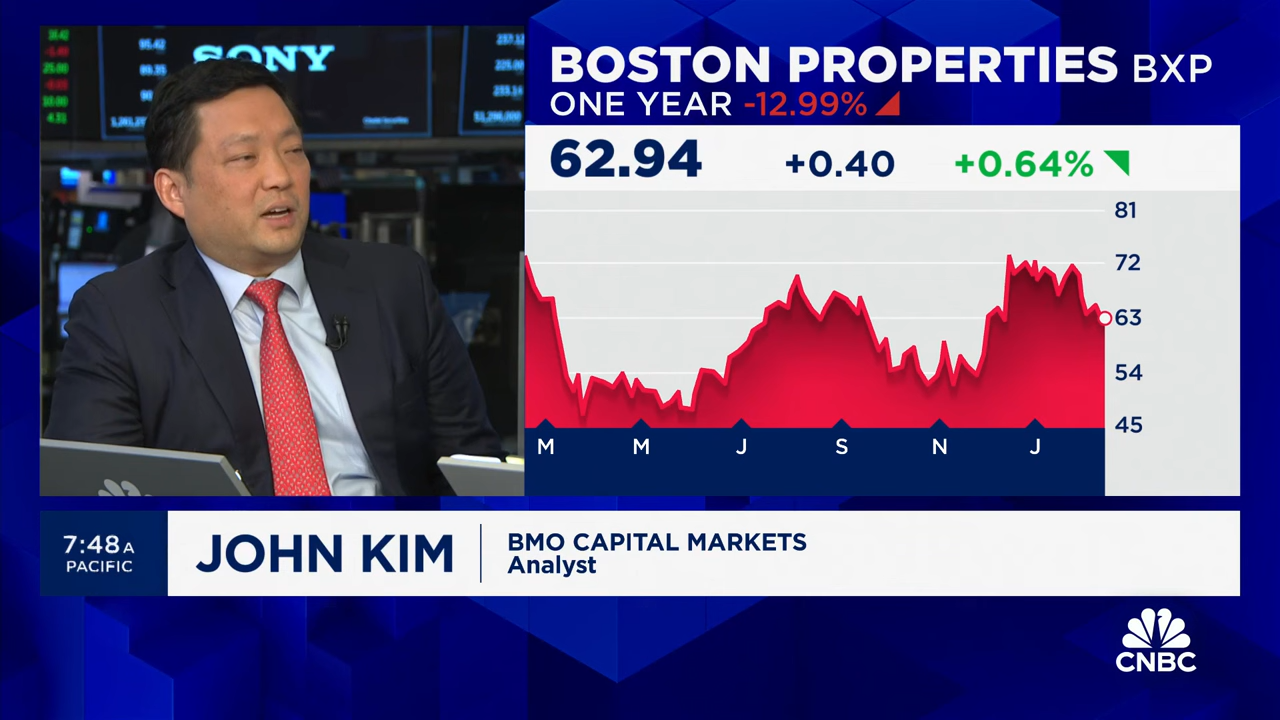 SONY
BOSTON PROPERTIES BXP
ONE YEAR -12.99%
62.94 +0.40 +0.64%
81
72
63
54
45
M M J S N J
7:48A
PACIFIC
JOHN KIM
BMO CAPITAL MARKETS
Analyst
CNBC